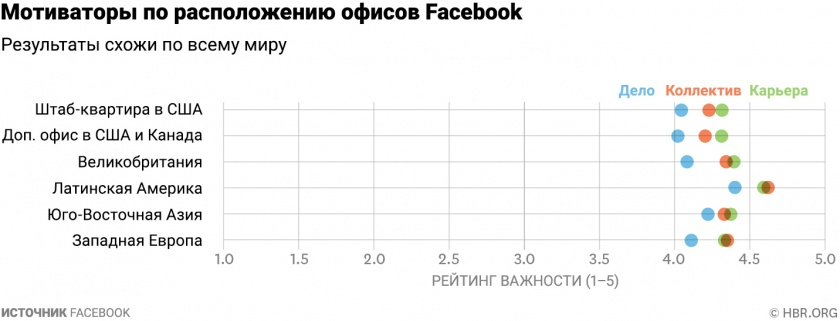 Мотиваторы по расположению офисов Facebook
Результаты схожи по всему миру
Дело Коллектив Карьера
Штаб-квартира в США
Доп. офис в США и Канада
Великобритания
Латинская Америка
Юго-Восточная Азия
Западная Европа
1.0 1.5 2.0 2.5 3.0 3.5 4.0 4.5 5.0
РЕЙТИНГ ВАЖНОСТИ (1–5)
ИСТОЧНИК FACEBOOK © HBR.ORG